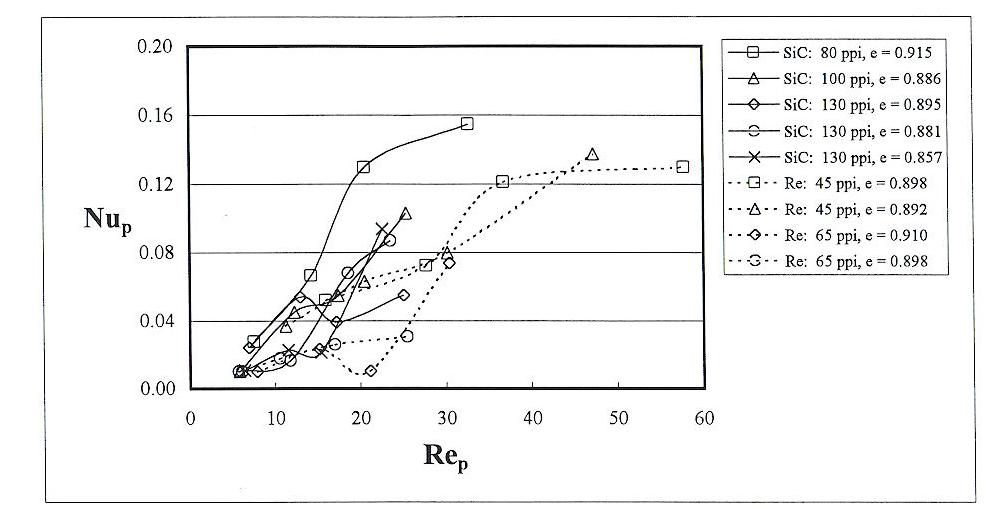 0.20
0.16
0.12
0.08
0.04
0.00
Nup
0 10 20 30 40 50 60
Rep
SiC: 80 ppi, e = 0.915
SiC: 100 ppi, e = 0.886
SiC: 130 ppi, e = 0.895
SiC: 130 ppi, e = 0.881
SiC: 130 ppi, e = 0.857
Re: 45 ppi, e = 0.898
Re: 45 ppi, e = 0.892
Re: 65 ppi, e = 0.910
Re: 65 ppi, e = 0.898